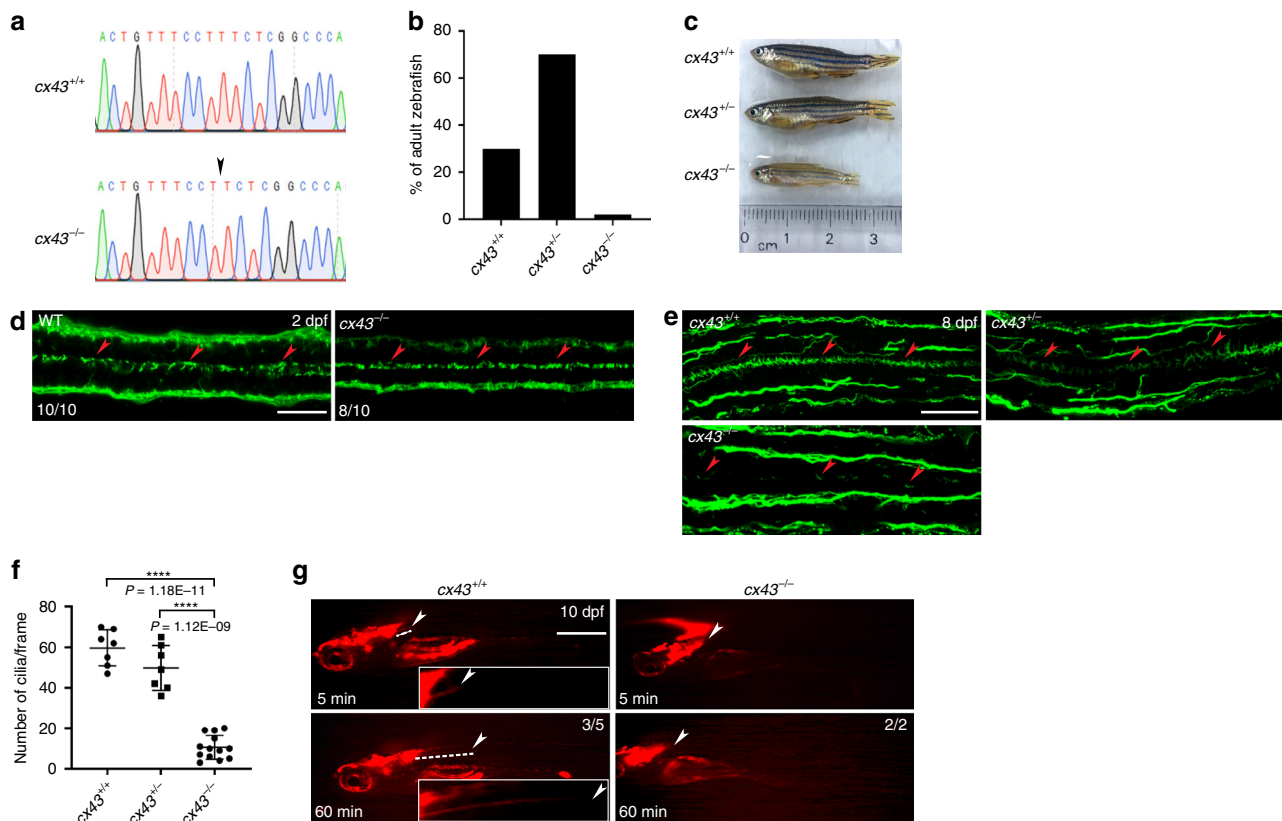 a
ACTGTTTCCTTTCTCGGCCCA
cx43+/+
ACTGTTTCCTTCTCGGCCCA
cx43–/–
b
% of adult zebrafish
80
60
40
20
0
cx43+/+
cx43+/–
cx43–/–
c
cx43+/+
cx43+/–
cx43–/–
0 1 2 3
cm
d
WT
2 dpf
10/10
cx43–/–
8/10
e
cx43+/+
8 dpf
cx43+/–
cx43–/–
f
Number of cilia/frame
80
60
40
20
0
****
P = 1.18E–11
****
P = 1.12E–09
cx43+/+
cx43+/–
cx43–/–
g
cx43+/+
cx43–/–
10 dpf
5 min
5 min
3/5
2/2
60 min
60 min